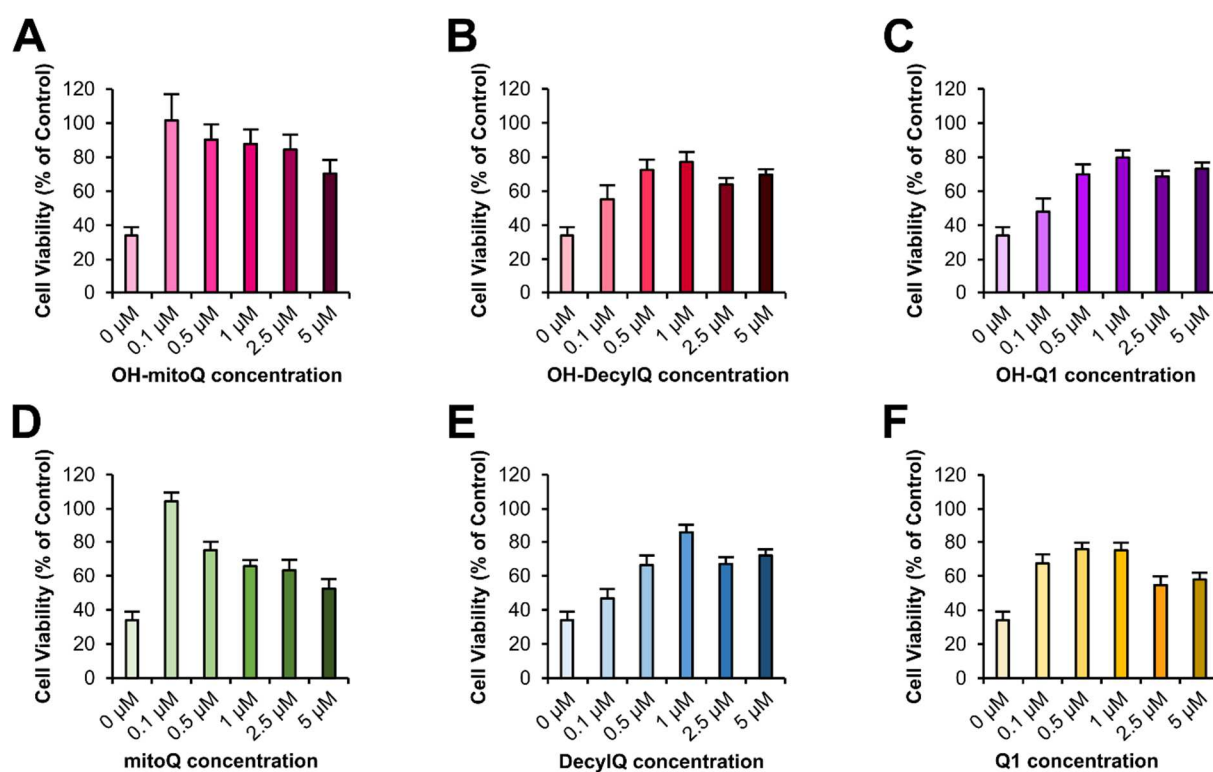 A
Cell Viability (% of Control)
120
100
80
60
40
20
0
0 µM
0.1 µM
0.5 µM
1 µM
2.5 µM
5 µM
OH-mitoQ concentration
B
Cell Viability (% of Control)
120
100
80
60
40
20
0
0 µM
0.1 µM
0.5 µM
1 µM
2.5 µM
5 µM
OH-DecylQ concentration
C
Cell Viability (% of Control)
120
100
80
60
40
20
0
0 µM
0.1 µM
0.5 µM
1 µM
2.5 µM
5 µM
OH-Q1 concentration
D
Cell Viability (% of Control)
120
100
80
60
40
20
0
0 µM
0.1 µM
0.5 µM
1 µM
2.5 µM
5 µM
mitoQ concentration
E
Cell Viability (% of Control)
120
100
80
60
40
20
0
0 µM
0.1 µM
0.5 µM
1 µM
2.5 µM
5 µM
DecylQ concentration
F
Cell Viability (% of Control)
120
100
80
60
40
20
0
0 µM
0.1 µM
0.5 µM
1 µM
2.5 µM
5 µM
Q1 concentration